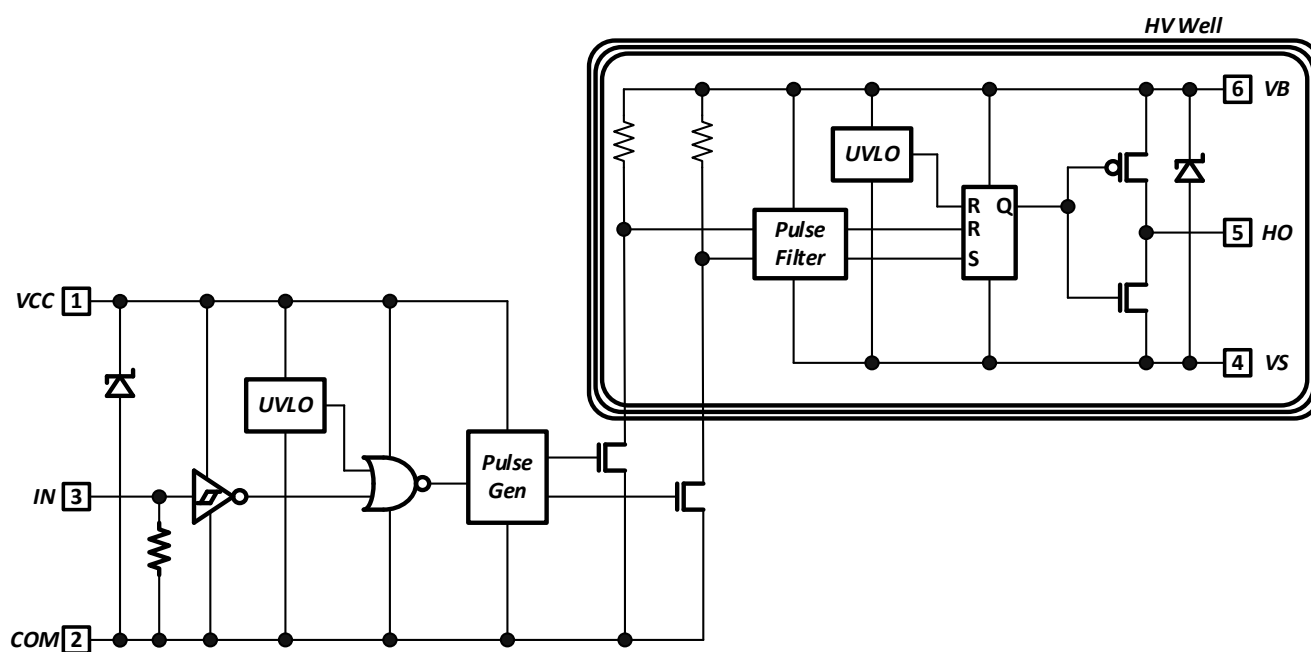 HV Well
6 VB
UVLO
R Q
R
S
Pulse
Filter
5 HO
VCC 1
4 VS
UVLO
Pulse
Gen
IN 3
COM 2